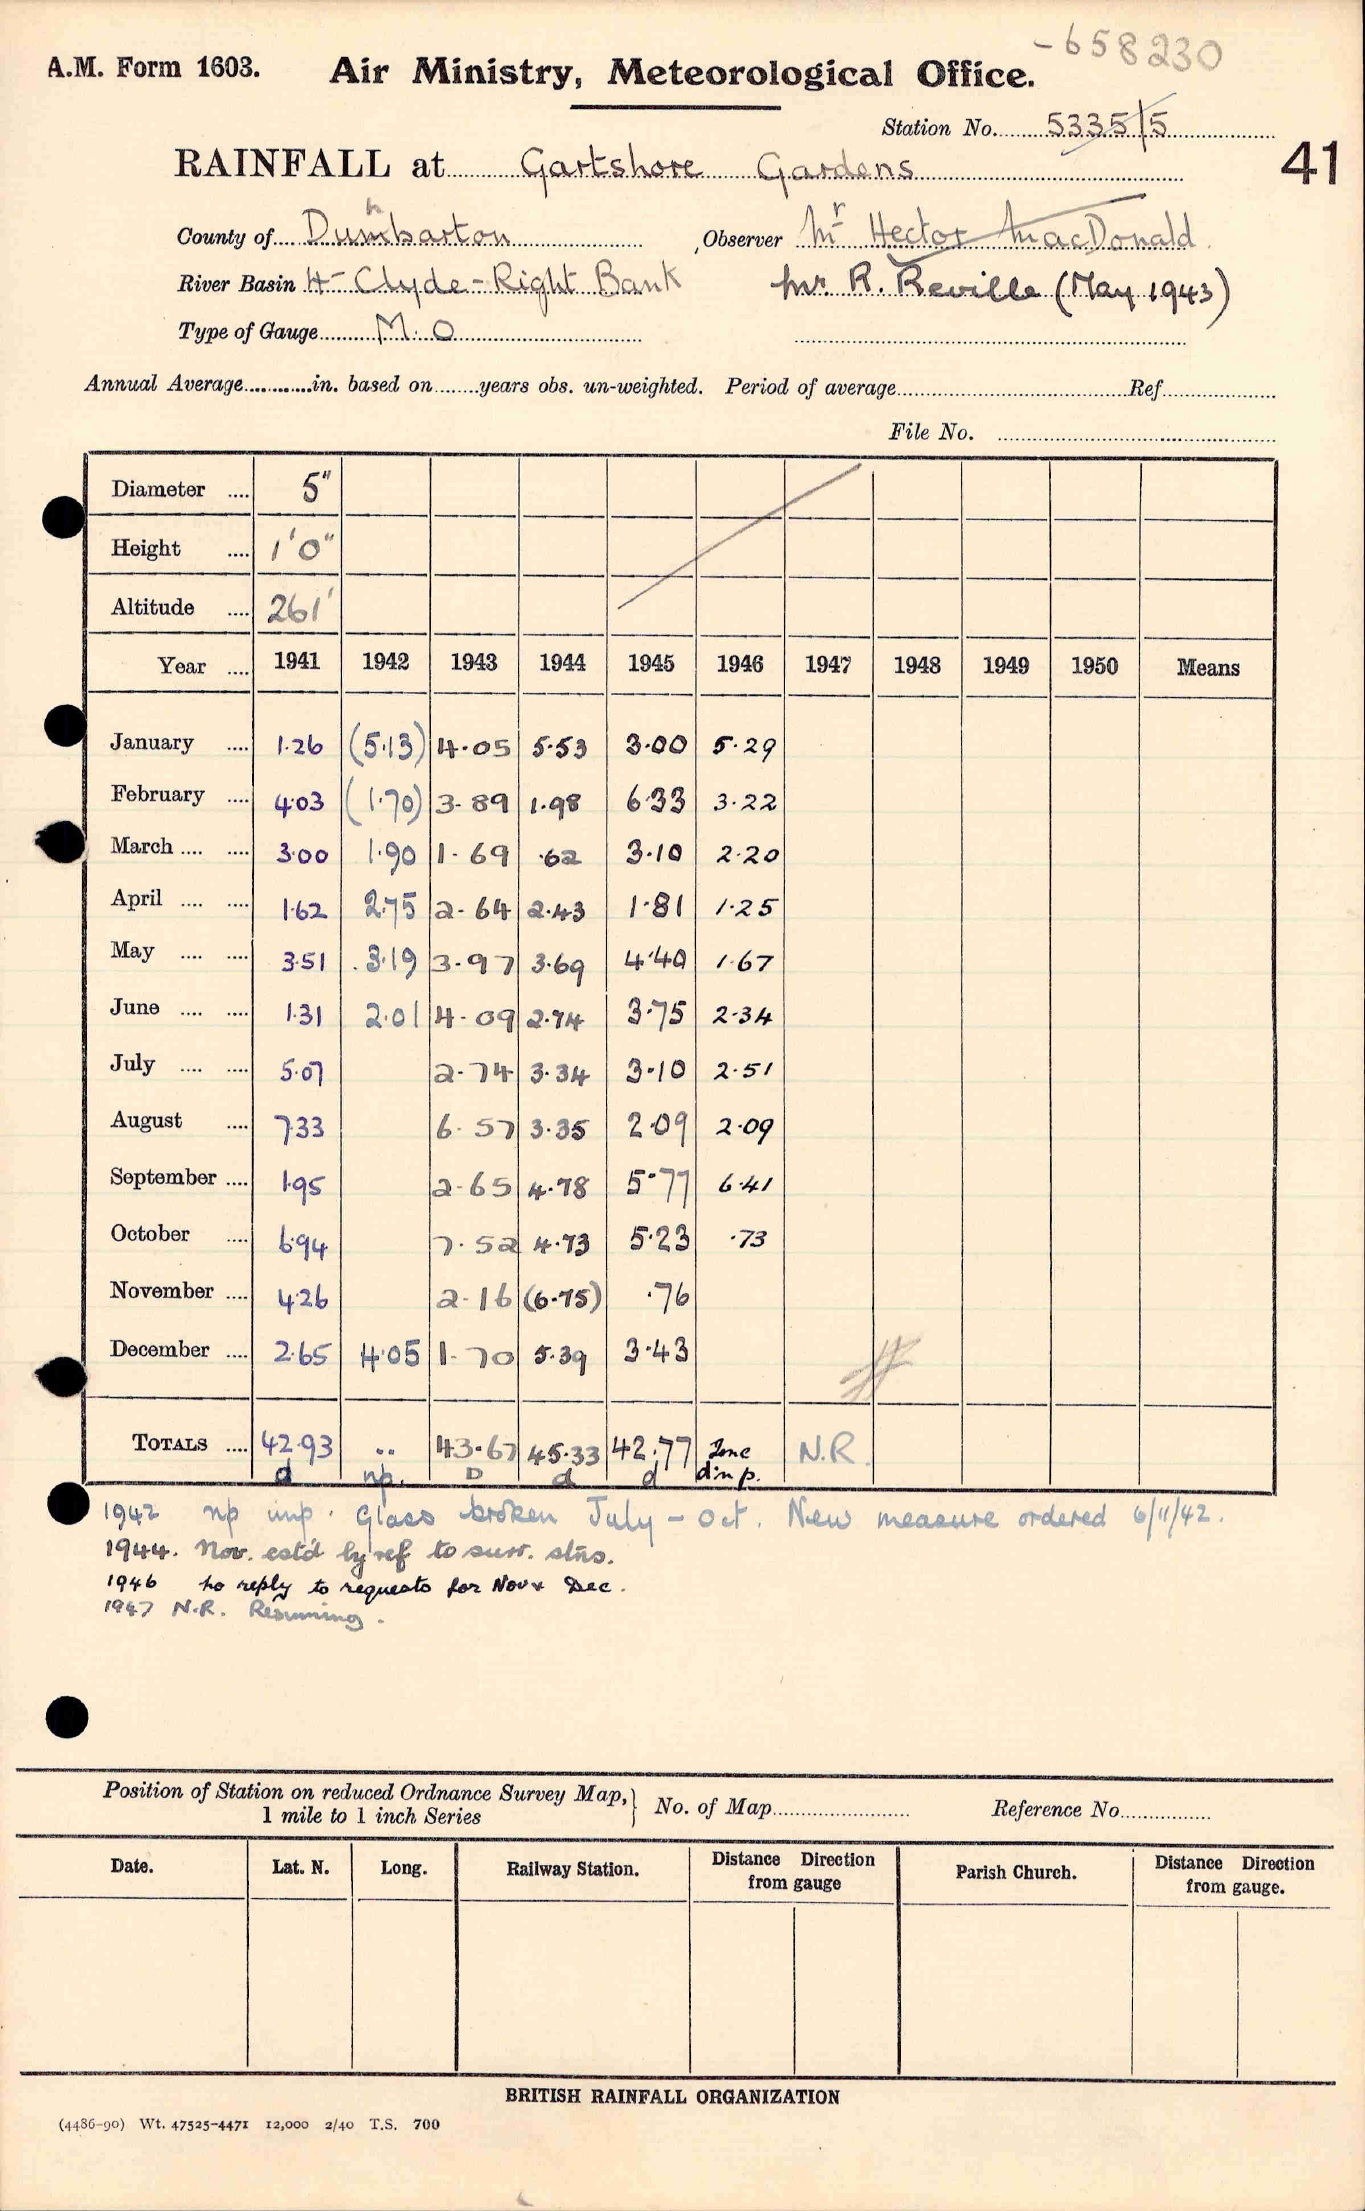 -658230
A.M. Form 1603. Air Ministry, Meteorological Office.
Station No. 5335/5
41
RAINFALL at Gartshore Gardens
County of Dumbarton Observer Mr Hector MacDonald
River Basin 4 - Clyde - Right Bank Mr R. Reville (May 1943)
Type of Gauge M.O
Annual Average in. based on years obs. un-weighted. Period of average Ref
File No.
Diameter 5"
Height 1'0"
Altitude 261'
Year 1941 1942 1943 1944 1945 1946 1947 1948 1949 1950 Means
January 1.26 (5.13) 4.05 5.53 3.00 5.29
February 4.03 (1.70) 3.89 1.98 6.33 3.22
March 3.00 1.90 1.69 .62 3.10 2.20
April 1.62 2.75 2.64 2.43 1.81 1.25
May 3.51 3.19 3.97 3.69 4.40 1.67
June 1.31 2.01 4.09 2.74 3.75 2.34
July 5.07 2.74 3.34 3.10 2.51
August 7.33 6.57 3.35 2.09 2.09
September 1.95 2.65 4.78 5.77 6.41
October 6.94 7.52 4.73 5.23 .73
November 4.26 2.16 (6.75) .76
December 2.65 4.05 1.70 5.39 3.43
TOTALS 42.93 .. 43.67 45.33 42.77 Inc N.R.
d np. D d d d in p.
1942 np imp. Glass broken July - Oct. New measure ordered 6/11/42.
1944. Nov. estd by ref to surr. stns.
1946 no reply to requests for Nov & Dec.
1947 N.R. Resuming.
Position of Station on reduced Ordnance Survey Map, } No. of Map Reference No.
1 mile to 1 inch Series
Date. Lat. N. Long. Railway Station. Distance Direction from gauge Parish Church. Distance Direction from gauge.
BRITISH RAINFALL ORGANIZATION
(4486-90) Wt. 47525-4471 12,000 2/40 T.S. 700